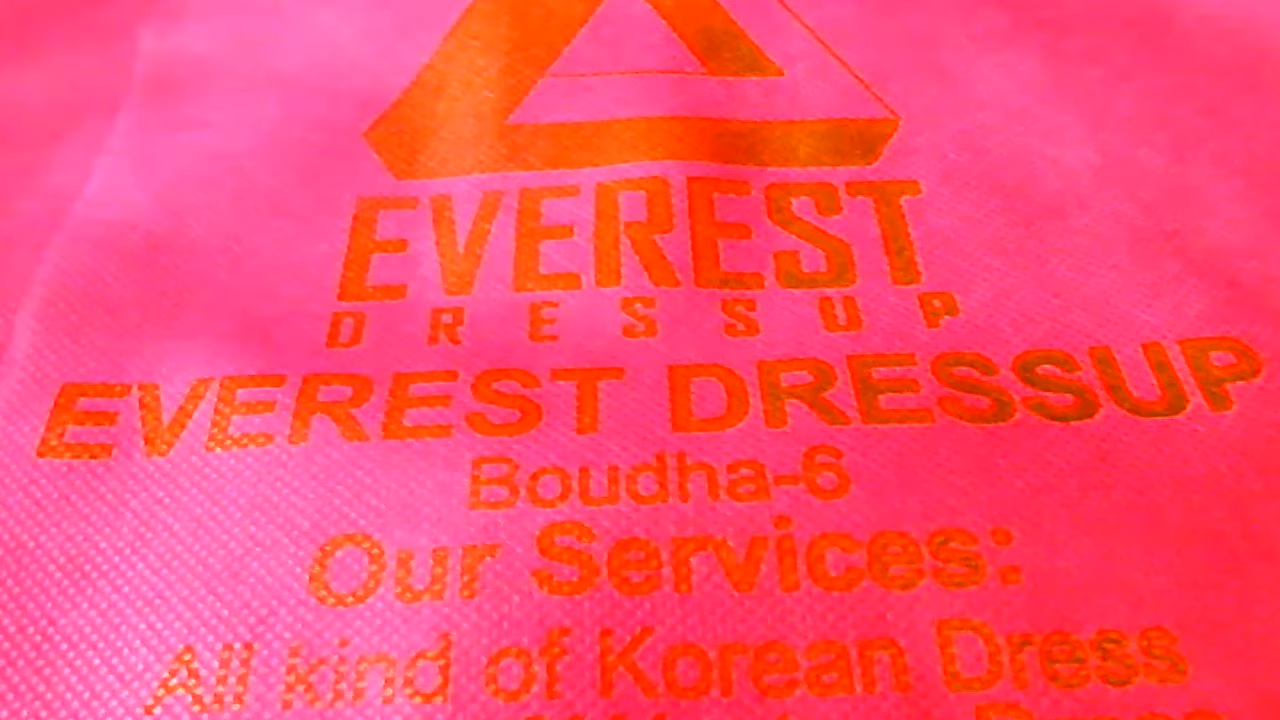 EVEREST
DRESSUP
EVEREST DRESSUP
Boudha-6
Our Services:
All kind of Korean Dress